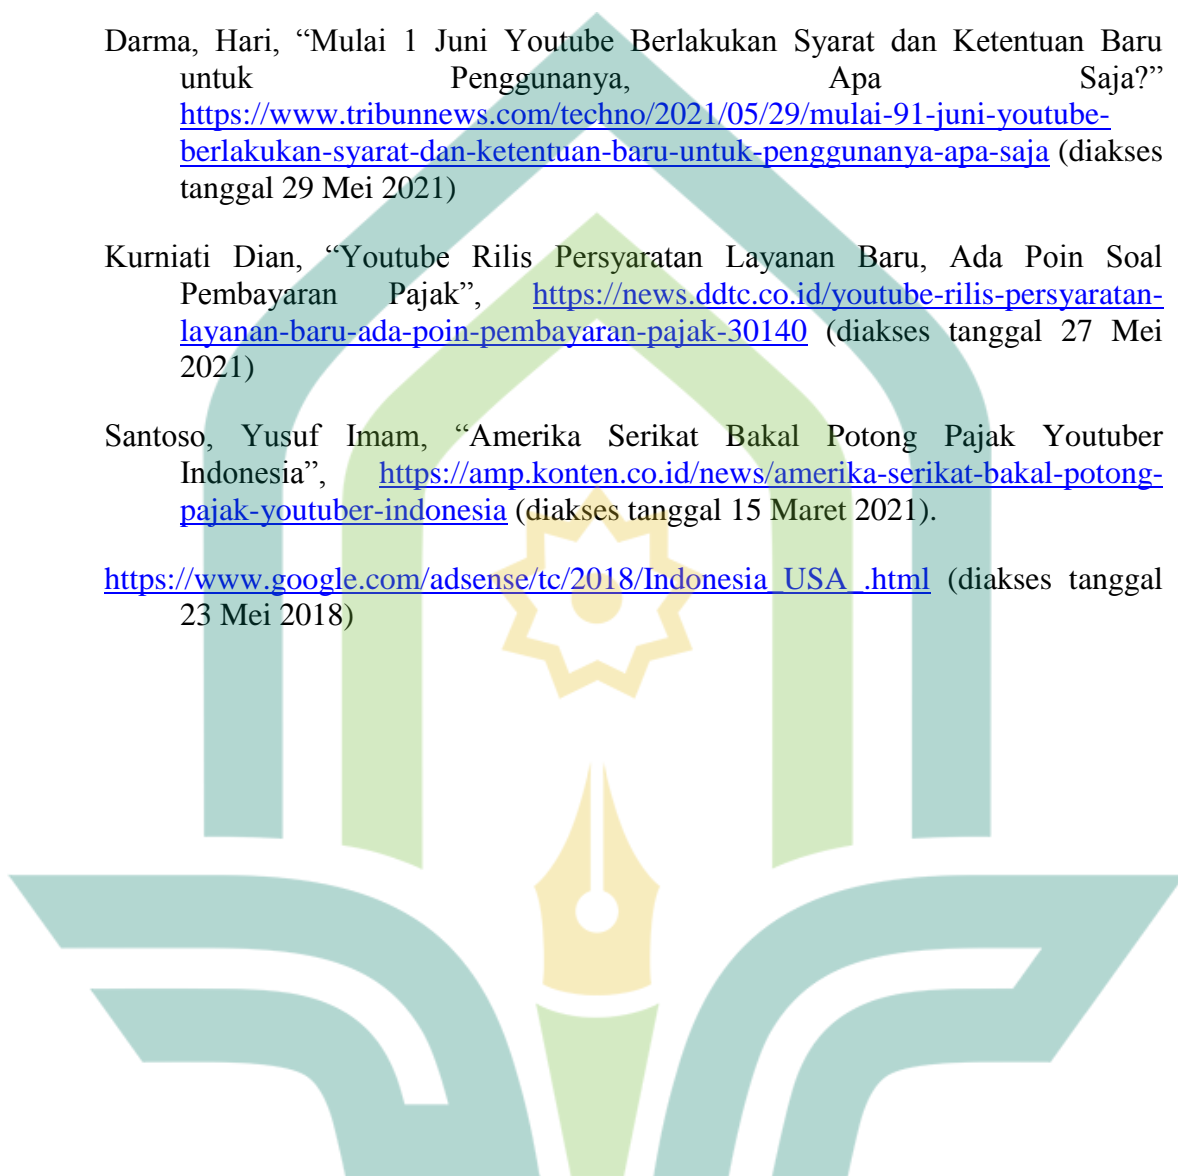 Darma, Hari, “Mulai 1 Juni Youtube Berlakukan Syarat dan Ketentuan Baru
untuk Penggunanya, Apa Saja?”
https://www.tribunnews.com/techno/2021/05/29/mulai-91-juni-youtube-
berlakukan-syarat-dan-ketentuan-baru-untuk-penggunanya-apa-saja (diakses
tanggal 29 Mei 2021)
Kurniati Dian, “Youtube Rilis Persyaratan Layanan Baru, Ada Poin Soal
Pembayaran Pajak”, https://news.ddtc.co.id/youtube-rilis-persyaratan-
layanan-baru-ada-poin-pembayaran-pajak-30140 (diakses tanggal 27 Mei
2021)
Santoso, Yusuf Imam, “Amerika Serikat Bakal Potong Pajak Youtuber
Indonesia”, https://amp.konten.co.id/news/amerika-serikat-bakal-potong-
pajak-youtuber-indonesia (diakses tanggal 15 Maret 2021).
https://www.google.com/adsense/tc/2018/Indonesia_USA_.html (diakses tanggal
23 Mei 2018)